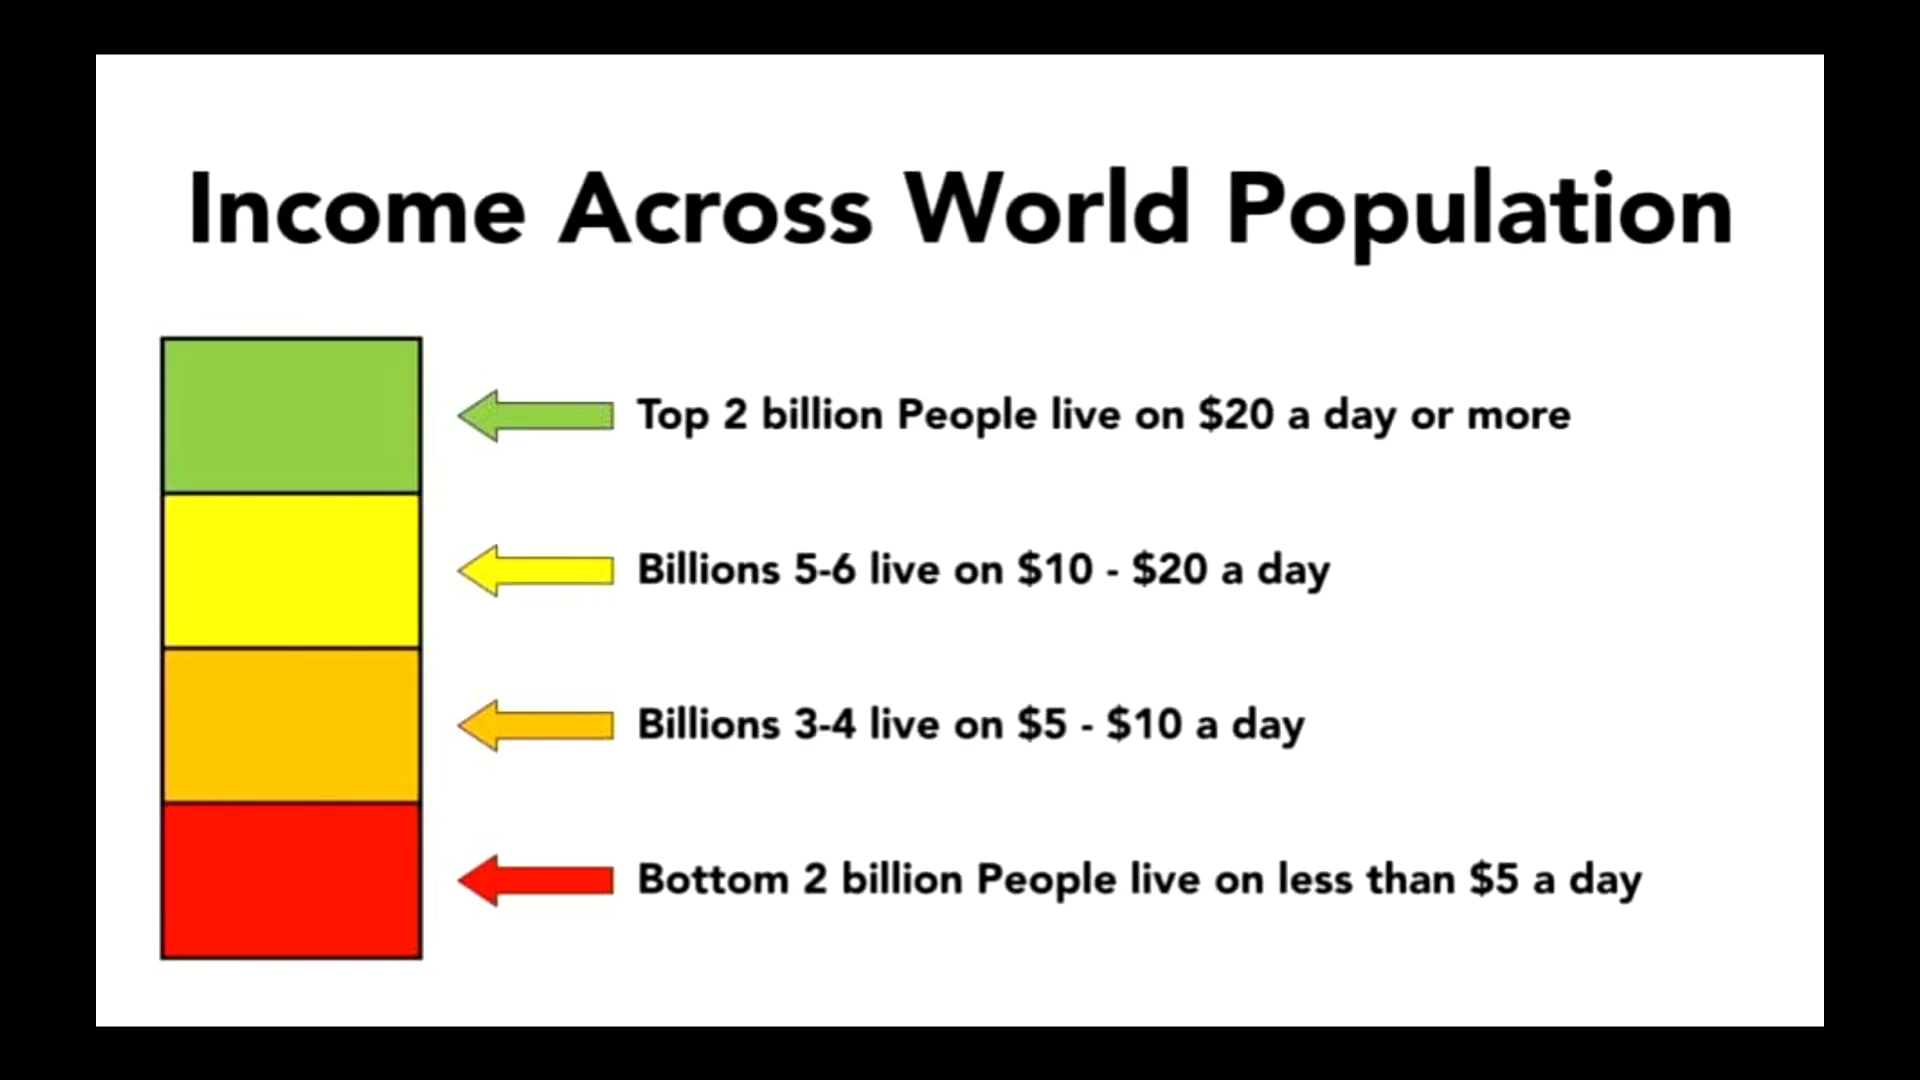 Income Across World Population
Top 2 billion People live on $20 a day or more
Billions 5-6 live on $10 - $20 a day
Billions 3-4 live on $5 - $10 a day
Bottom 2 billion People live on less than $5 a day